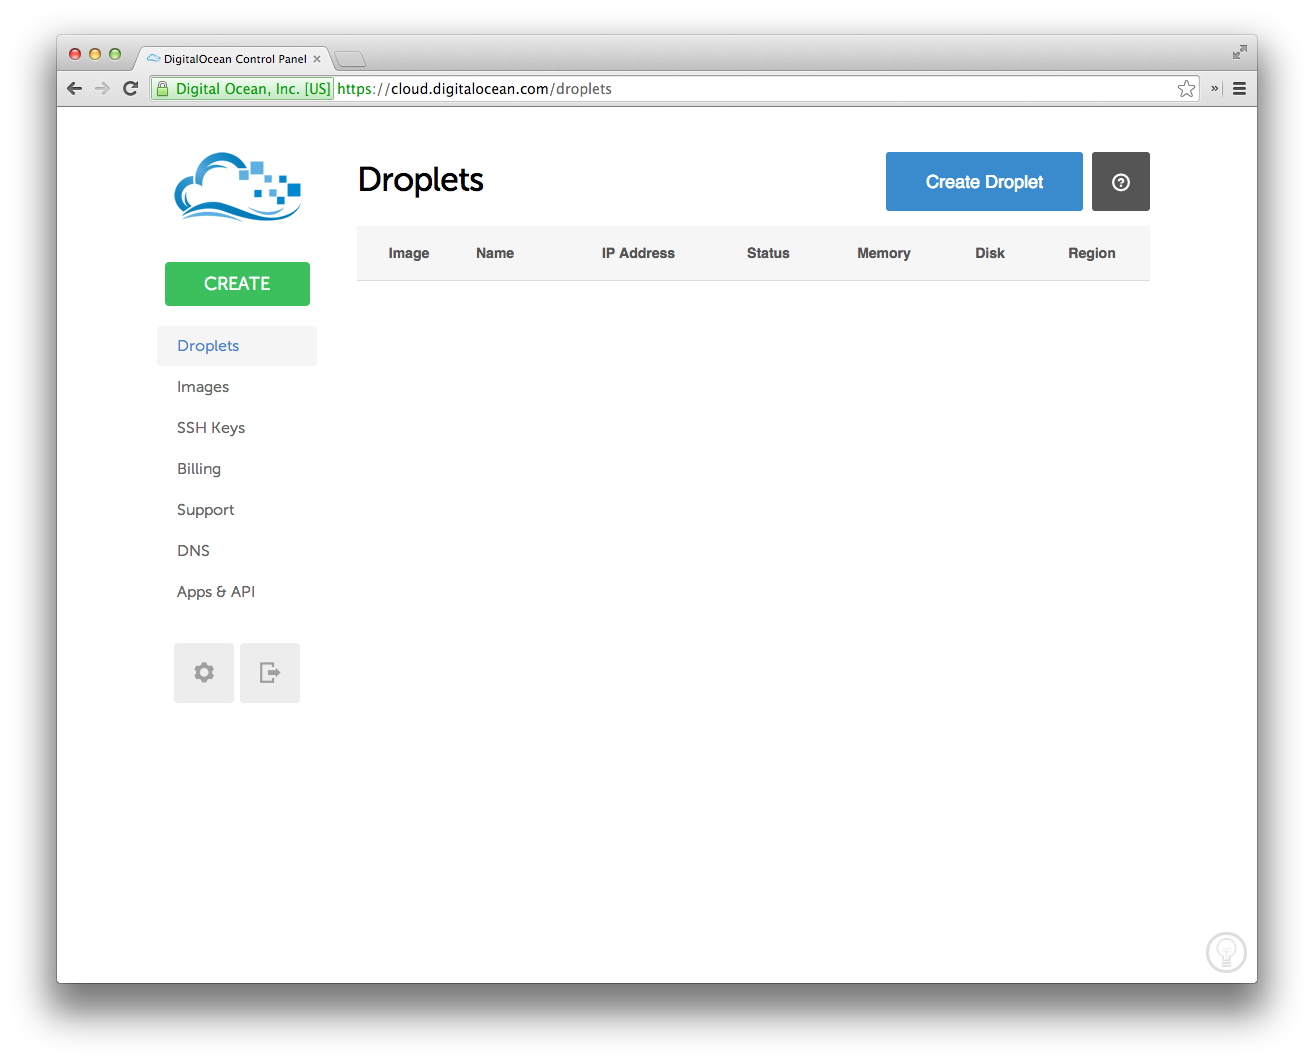 DigitalOcean Control Panel
Digital Ocean, Inc. [US] https://cloud.digitalocean.com/droplets
Droplets
Create Droplet
Image Name IP Address Status Memory Disk Region
CREATE
Droplets
Images
SSH Keys
Billing
Support
DNS
Apps & API